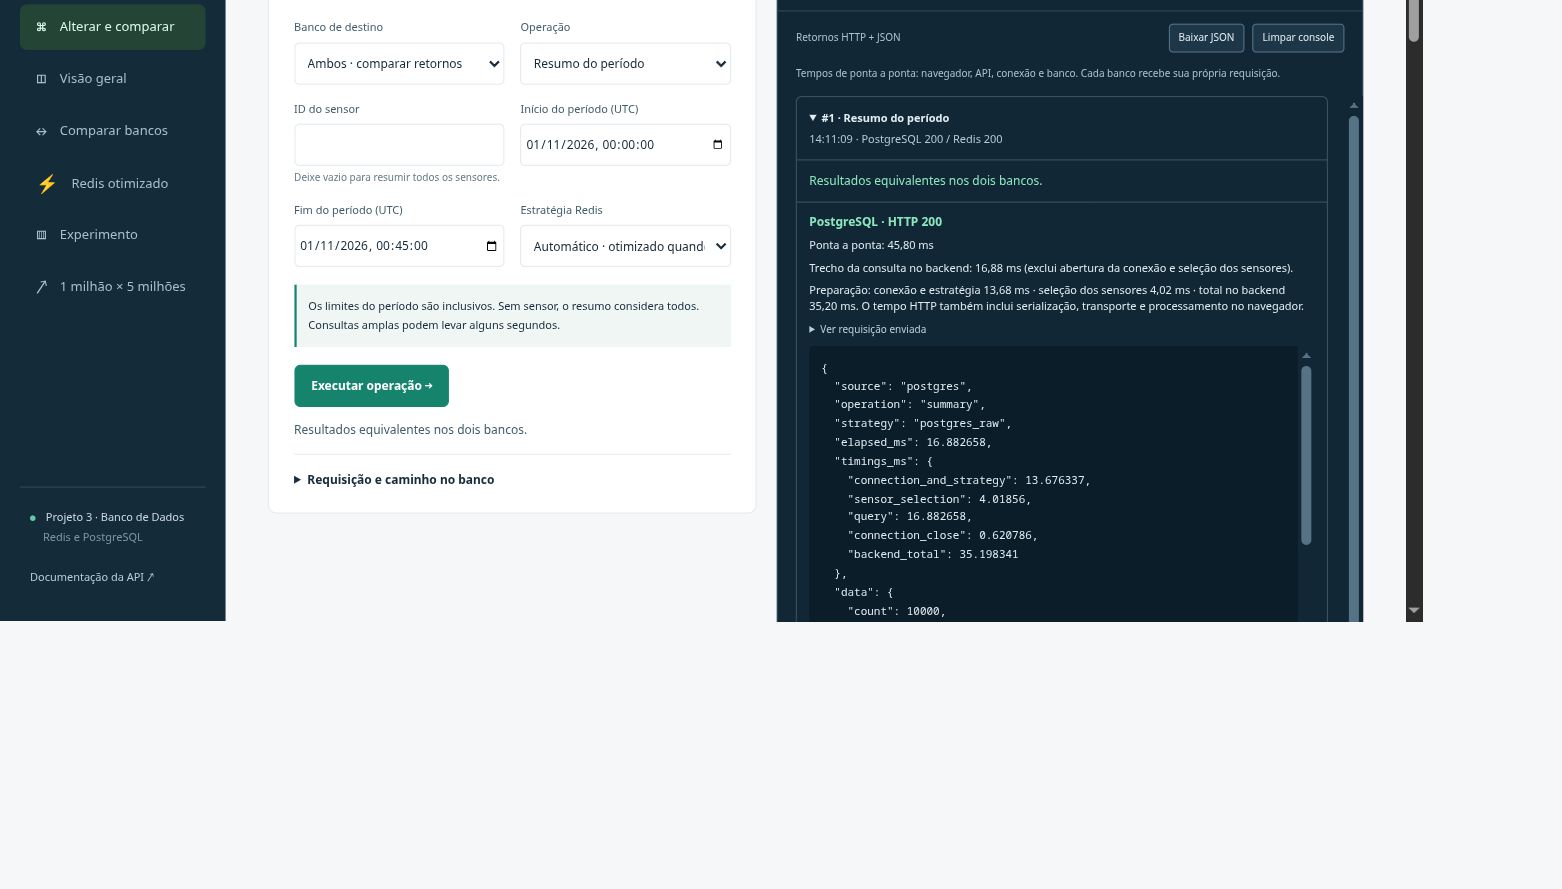 ⌘ Alterar e comparar
Visão geral
↔ Comparar bancos
⚡ Redis otimizado
Experimento
↗ 1 milhão × 5 milhões
Projeto 3 · Banco de Dados
Redis e PostgreSQL
Documentação da API ↗
Banco de destino
Operação
Ambos · comparar retornos
Resumo do período
ID do sensor
Início do período (UTC)
01/11/2026, 00:00:00
Deixe vazio para resumir todos os sensores.
Fim do período (UTC)
Estratégia Redis
01/11/2026, 00:45:00
Automático · otimizado quand
Os limites do período são inclusivos. Sem sensor, o resumo considera todos.
Consultas amplas podem levar alguns segundos.
Executar operação →
Resultados equivalentes nos dois bancos.
▶ Requisição e caminho no banco
Retornos HTTP + JSON
Baixar JSON
Limpar console
Tempos de ponta a ponta: navegador, API, conexão e banco. Cada banco recebe sua própria requisição.
▼ #1 · Resumo do período
14:11:09 · PostgreSQL 200 / Redis 200
Resultados equivalentes nos dois bancos.
PostgreSQL · HTTP 200
Ponta a ponta: 45,80 ms
Trecho da consulta no backend: 16,88 ms (exclui abertura da conexão e seleção dos sensores).
Preparação: conexão e estratégia 13,68 ms · seleção dos sensores 4,02 ms · total no backend
35,20 ms. O tempo HTTP também inclui serialização, transporte e processamento no navegador.
▶ Ver requisição enviada
{
"source": "postgres",
"operation": "summary",
"strategy": "postgres_raw",
"elapsed_ms": 16.882658,
"timings_ms": {
"connection_and_strategy": 13.676337,
"sensor_selection": 4.01856,
"query": 16.882658,
"connection_close": 0.620786,
"backend_total": 35.198341
},
"data": {
"count": 10000,